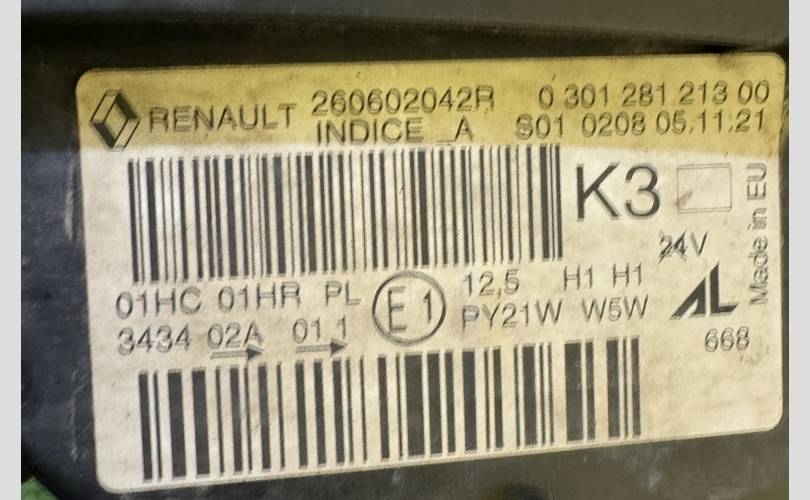 RENAULT 260602042R 0 301 281 213 00
INDICE _A S01 0208 05.11.21
K3
24V
Made in EU
01HC 01HR PL E1 12,5 H1 H1
3434 02A 01 1 PY21W W5W AL
668